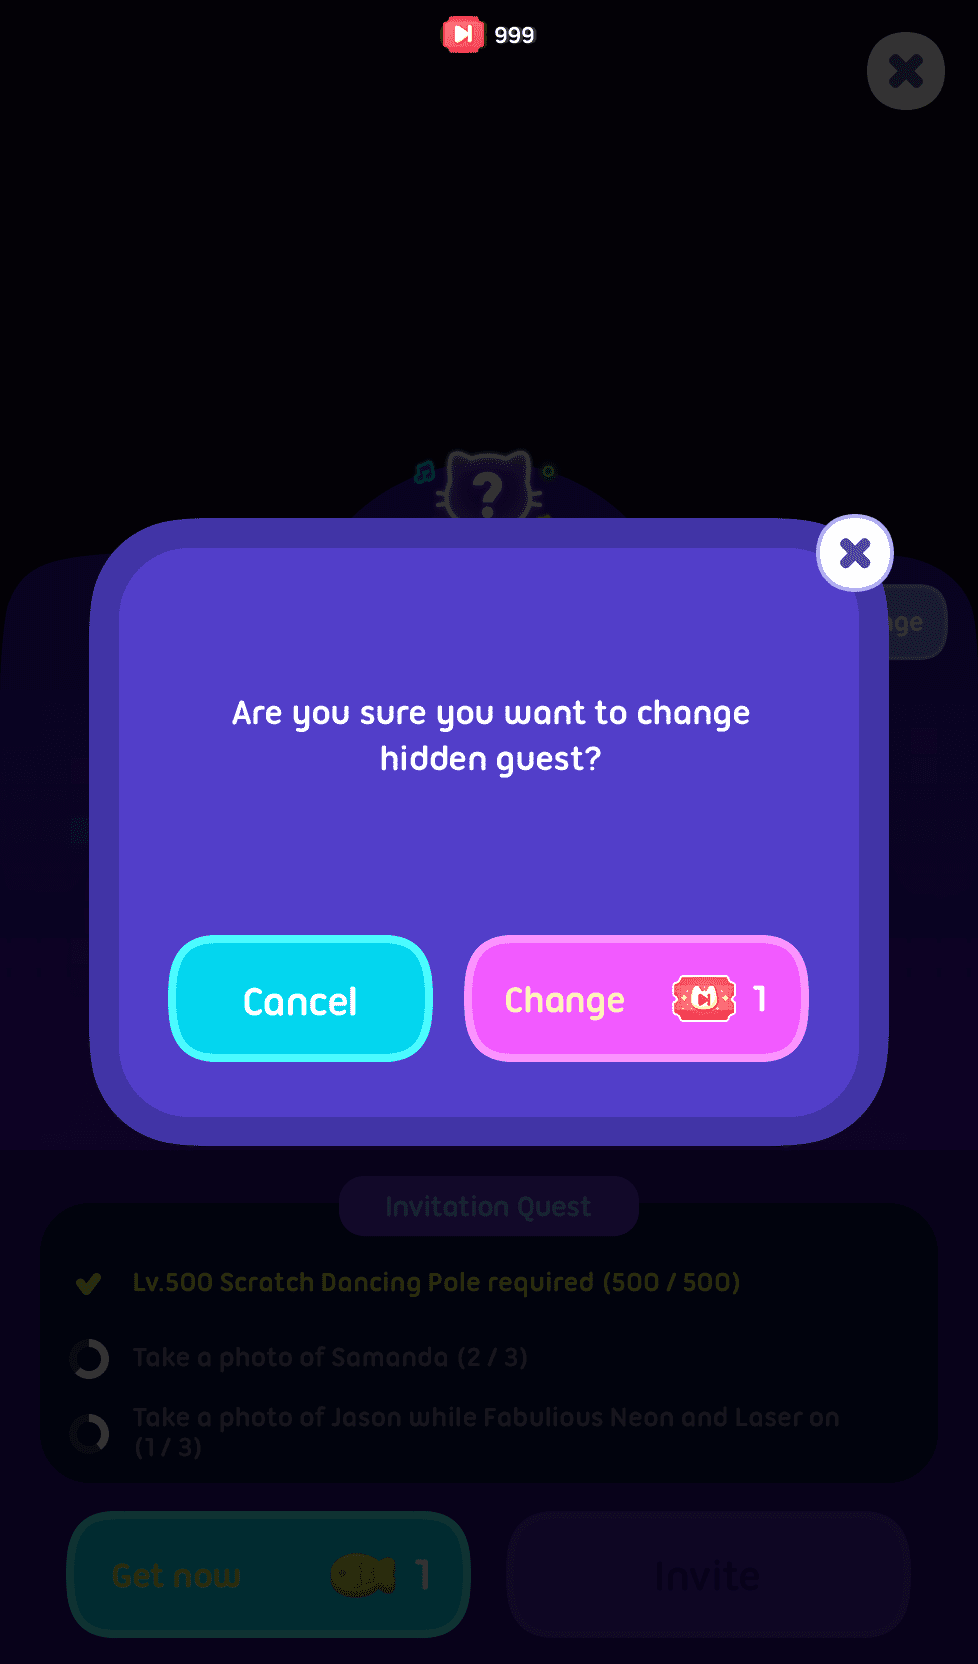 999
?
nge
Are you sure you want to change
hidden guest?
Cancel
Change 1
Invitation Quest
Lv.500 Scratch Dancing Pole required (500 / 500)
Take a photo of Samanda (2 / 3)
Take a photo of Jason while Fabulious Neon and Laser on
(1 / 3)
Get now 1
Invite